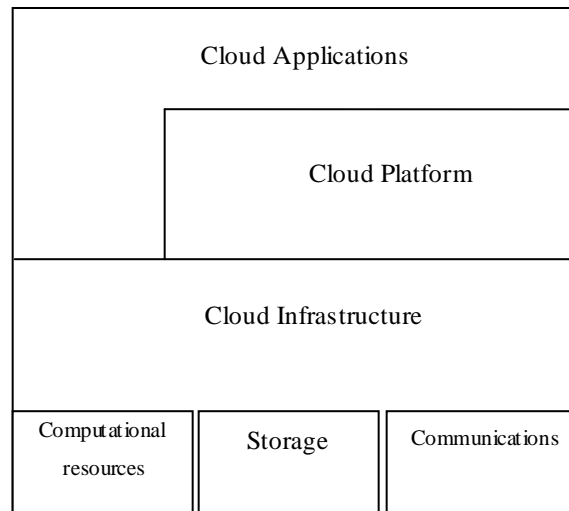 Cloud Applications
Cloud Platform
Cloud Infrastructure
Computational
resources
Storage
Communications